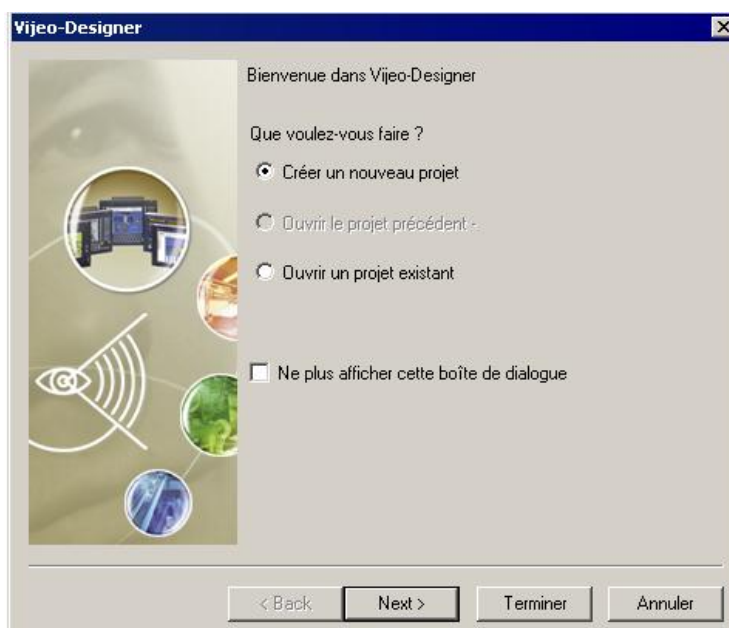 Vijeo-Designer
Bienvenue dans Vijeo-Designer
Que voulez-vous faire ?
Créer un nouveau projet
Ouvrir le projet précédent -
Ouvrir un projet existant
Ne plus afficher cette boîte de dialogue
< Back Next > Terminer Annuler